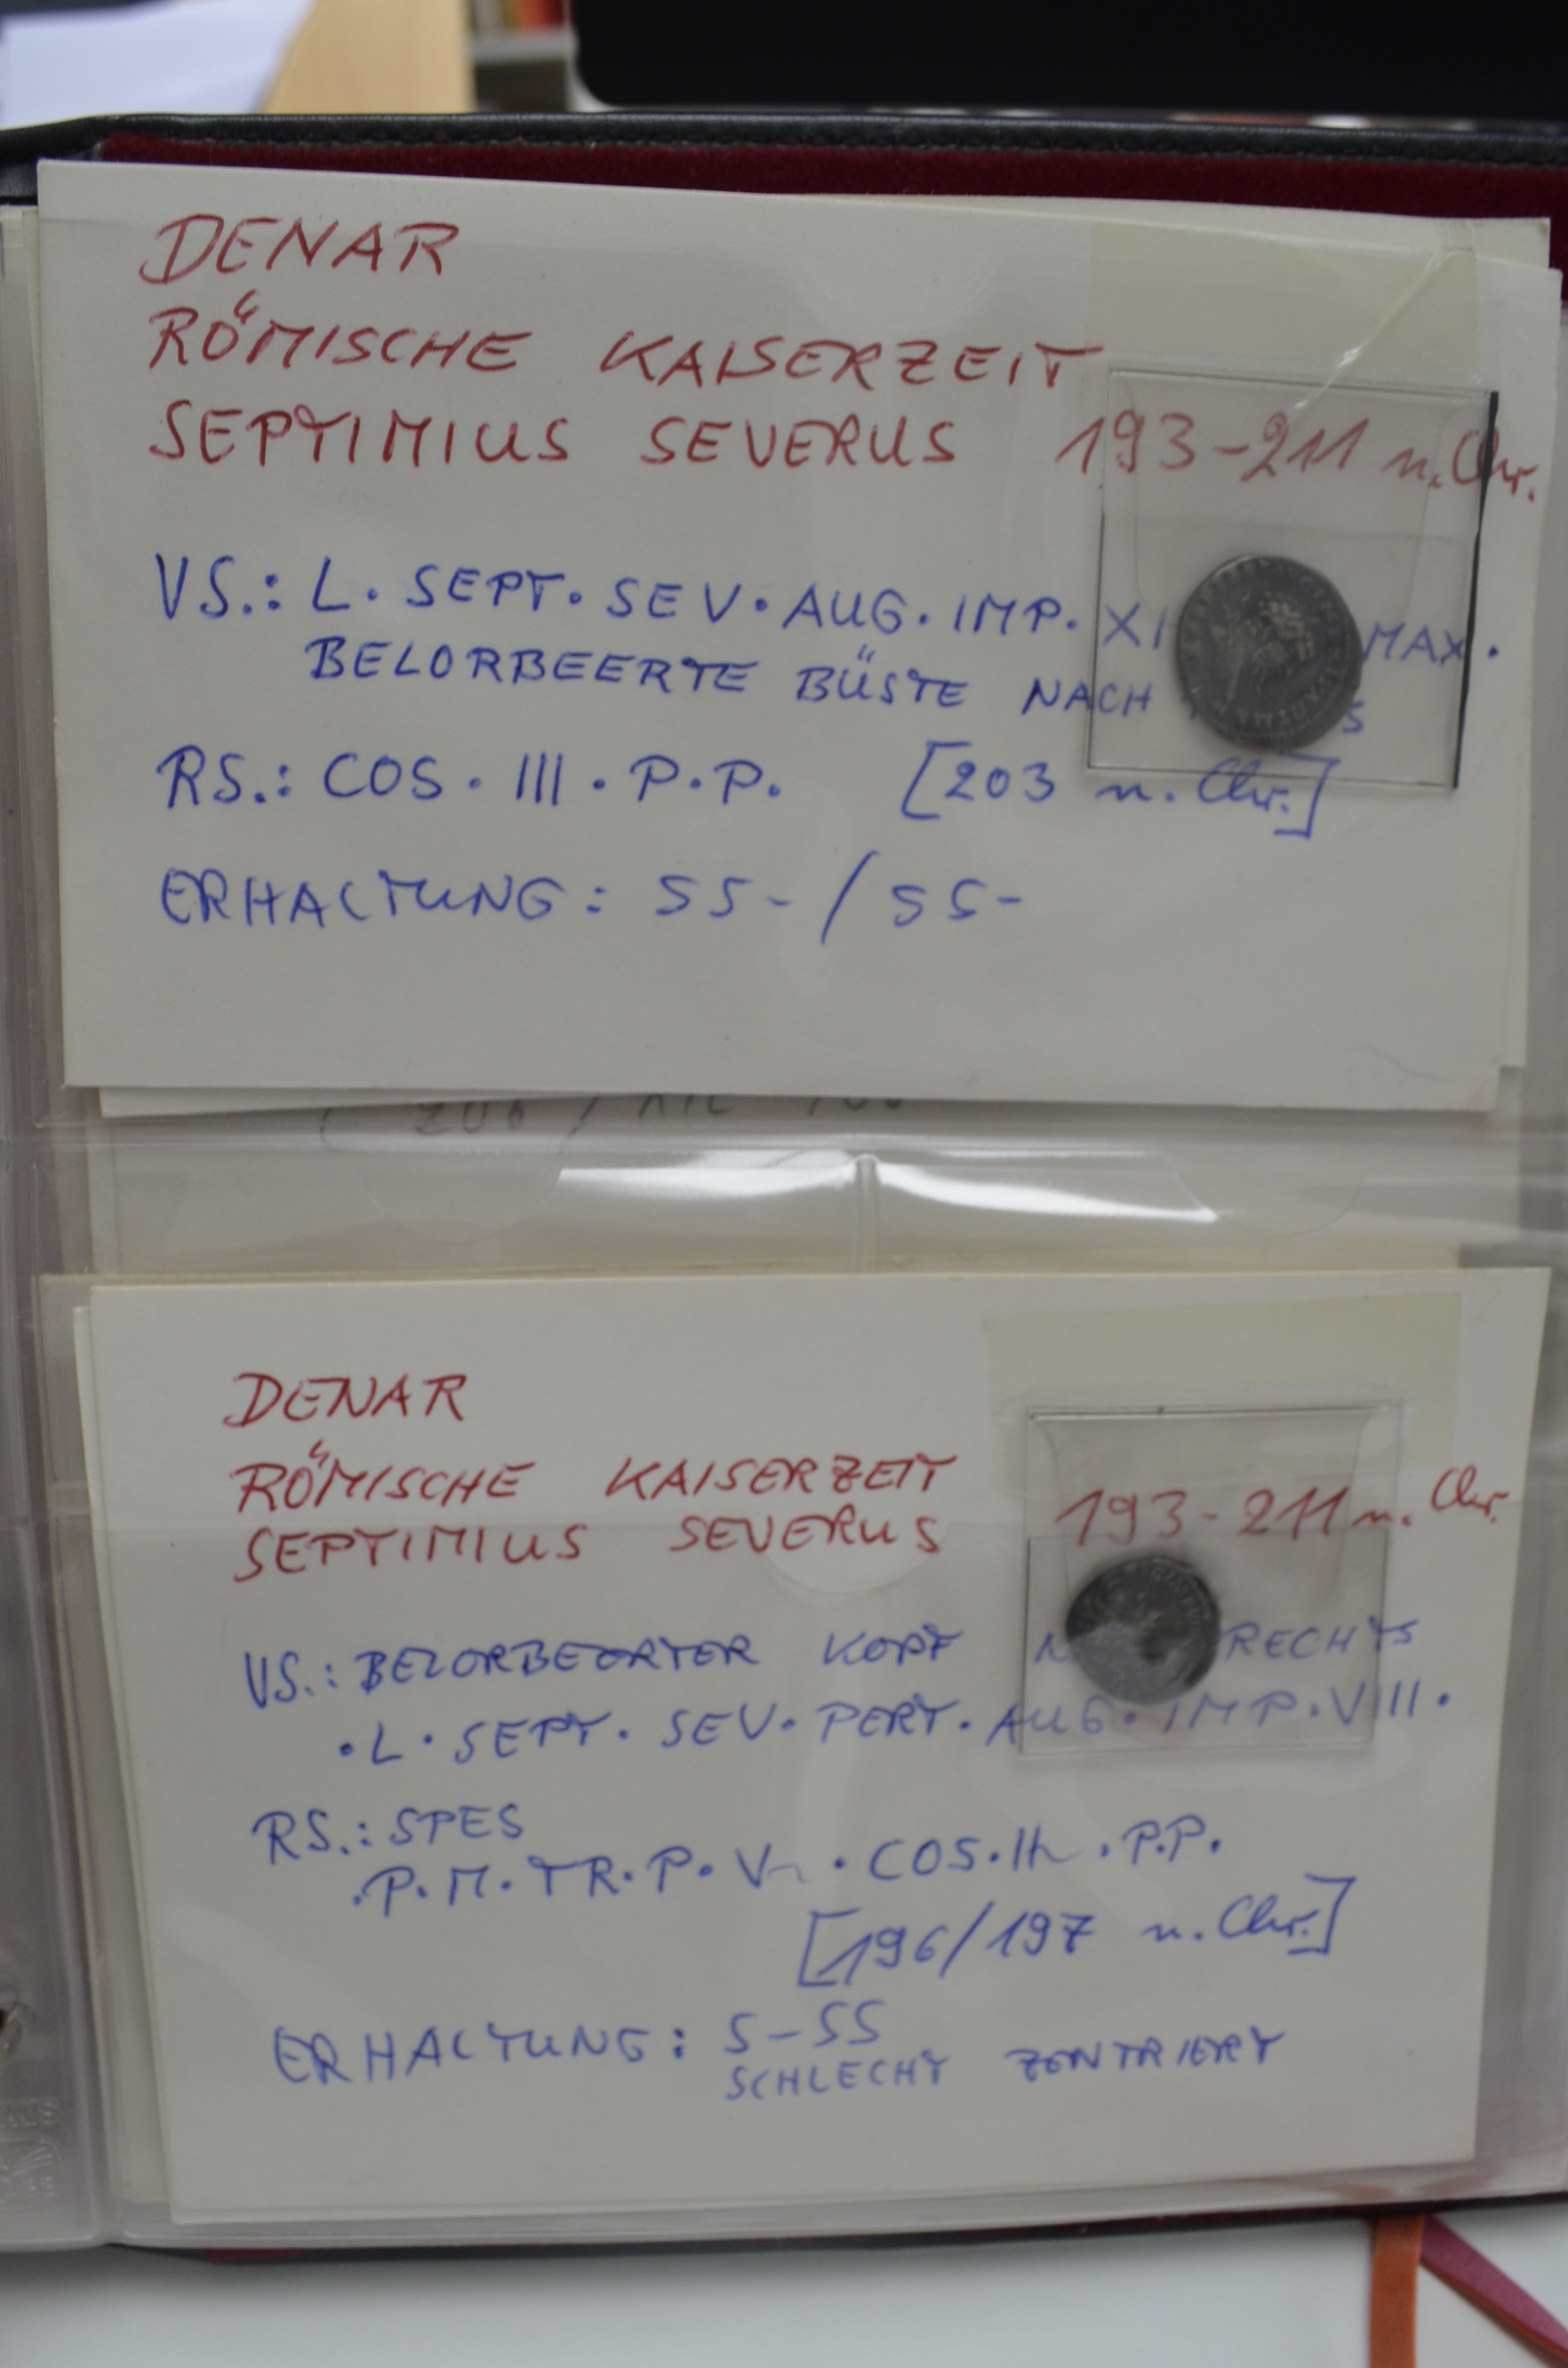 DENAR
RÖMISCHE KAISERZEIT
SEPTIMIUS SEVERUS 193-211 n. Chr.
VS.: L. SEPT. SEV. AUG. IMP. XI MAX.
BELORBEERTE BÜSTE NACH
RS.: COS. III. P.P. [203 n. Chr.]
ERHALTUNG: SS- / SS-
DENAR
RÖMISCHE KAISERZEIT
SEPTIMIUS SEVERUS 193-211 n. Chr.
VS.: BELORBEERTER KOPF RECHTS
.L. SEPT. SEV. PERT. AUG. IMP. VIII.
RS.: SPES
.P.M. TR. P. COS. P.P.
[196/197 n. Chr.]
ERHALTUNG: S-SS
SCHLECHT ZENTRIERT